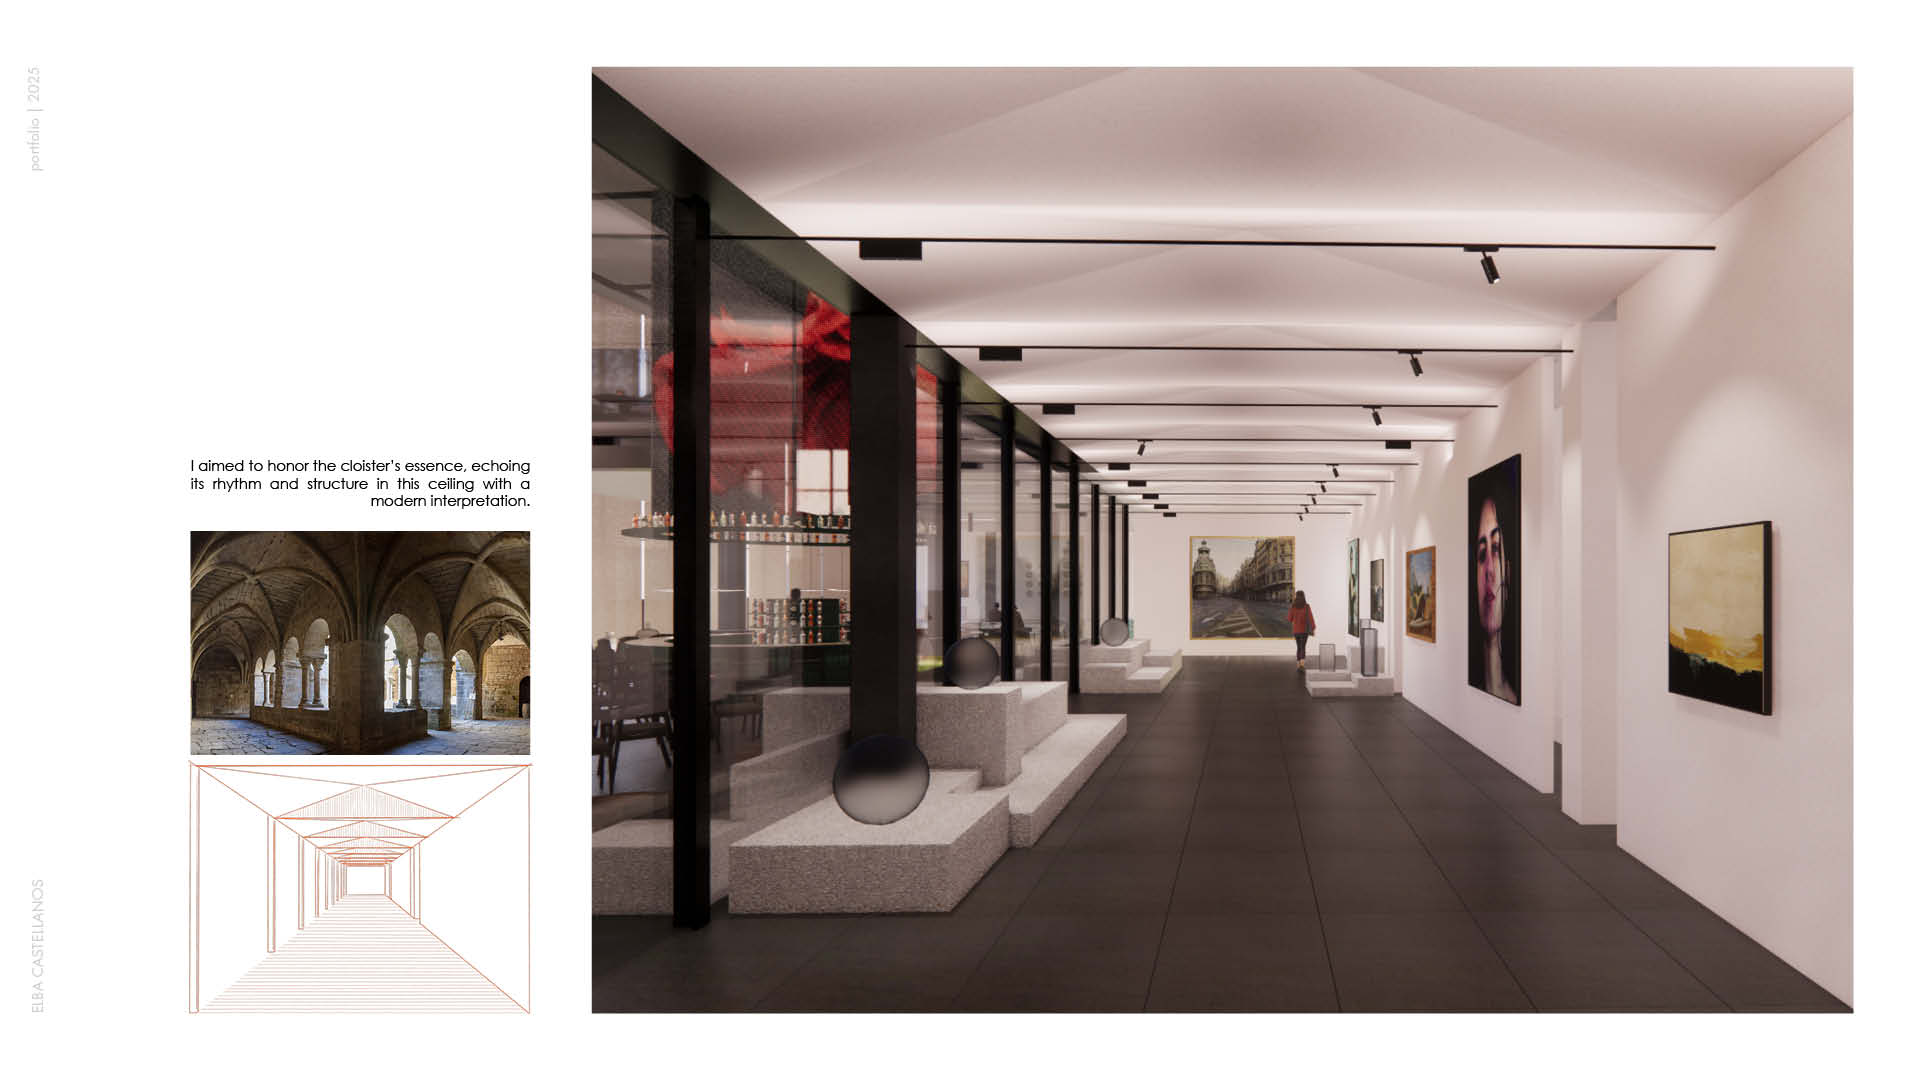 portfolio | 2025
I aimed to honor the cloister’s essence, echoing
its rhythm and structure in this ceiling with a
modern interpretation.
ELBA CASTELLANOS